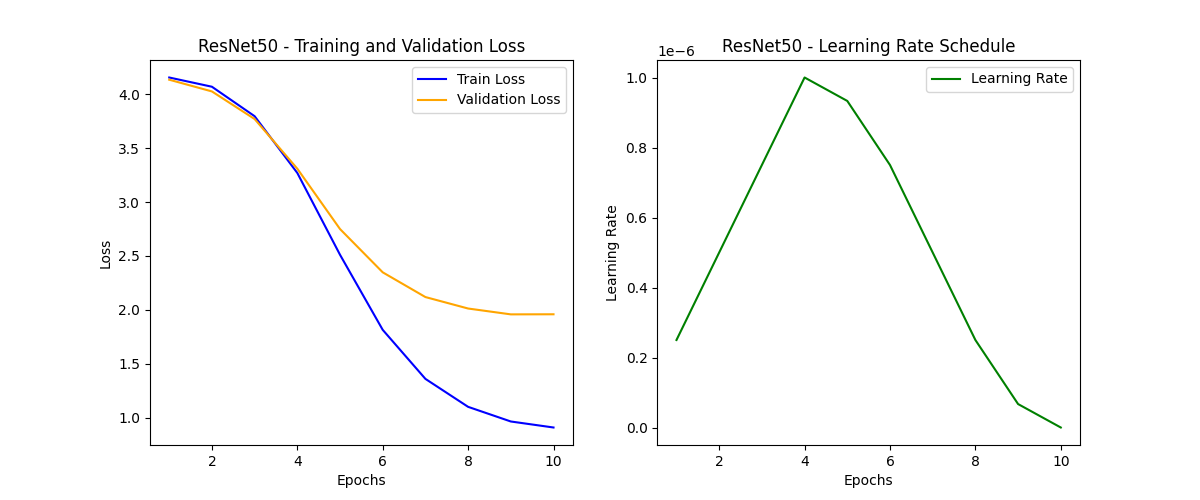 ResNet50 - Training and Validation Loss
Train Loss
Validation Loss
4.0
3.5
3.0
2.5
2.0
1.5
1.0
Loss
2 4 6 8 10
Epochs
ResNet50 - Learning Rate Schedule
1e−6
Learning Rate
1.0
0.8
0.6
0.4
0.2
0.0
Learning Rate
2 4 6 8 10
Epochs